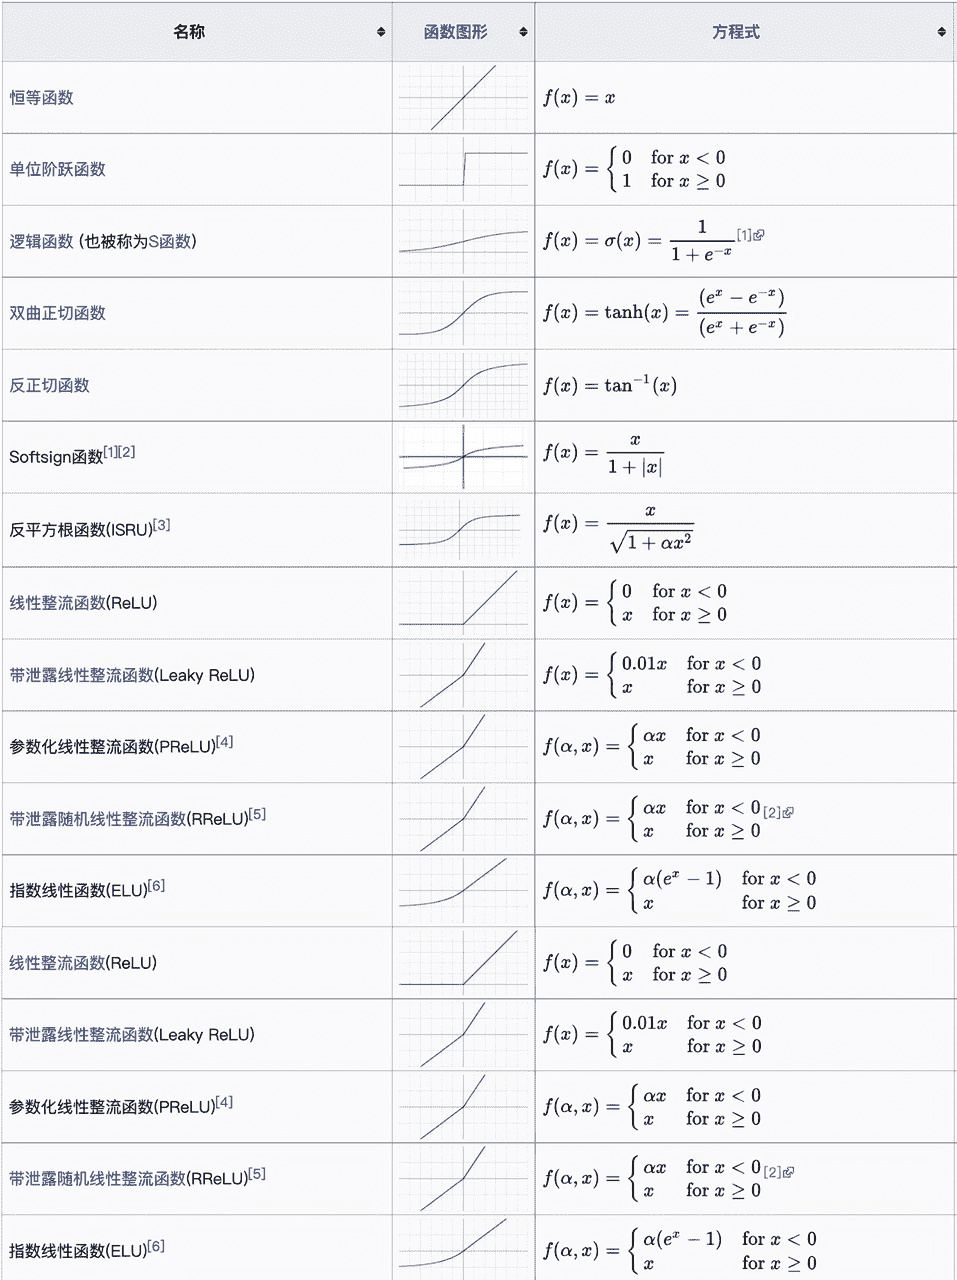 名称 函数图形 方程式
恒等函数 f(x) = x
单位阶跃函数 f(x) = { 0 for x < 0
1 for x ≥ 0
逻辑函数 (也被称为S函数) f(x) = σ(x) = 1 / (1 + e^{-x}) [1]
双曲正切函数 f(x) = tanh(x) = (e^x − e^{-x}) / (e^x + e^{-x})
反正切函数 f(x) = tan^{-1}(x)
Softsign函数[1][2] f(x) = x / (1 + |x|)
反平方根函数(ISRU)[3] f(x) = x / √(1 + αx²)
线性整流函数(ReLU) f(x) = { 0 for x < 0
x for x ≥ 0
带泄露线性整流函数(Leaky ReLU) f(x) = { 0.01x for x < 0
x for x ≥ 0
参数化线性整流函数(PReLU)[4] f(α, x) = { αx for x < 0
x for x ≥ 0
带泄露随机线性整流函数(RReLU)[5] f(α, x) = { αx for x < 0 [2]
x for x ≥ 0
指数线性函数(ELU)[6] f(α, x) = { α(e^x − 1) for x < 0
x for x ≥ 0
线性整流函数(ReLU) f(x) = { 0 for x < 0
x for x ≥ 0
带泄露线性整流函数(Leaky ReLU) f(x) = { 0.01x for x < 0
x for x ≥ 0
参数化线性整流函数(PReLU)[4] f(α, x) = { αx for x < 0
x for x ≥ 0
带泄露随机线性整流函数(RReLU)[5] f(α, x) = { αx for x < 0 [2]
x for x ≥ 0
指数线性函数(ELU)[6] f(α, x) = { α(e^x − 1) for x < 0
x for x ≥ 0